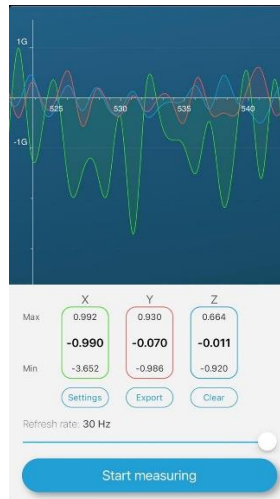 1G
525 530 535 540
-1G
X Y Z
Max 0.992 0.930 0.664
-0.990 -0.070 -0.011
Min -3.652 -0.986 -0.920
Settings Export Clear
Refresh rate: 30 Hz
Start measuring